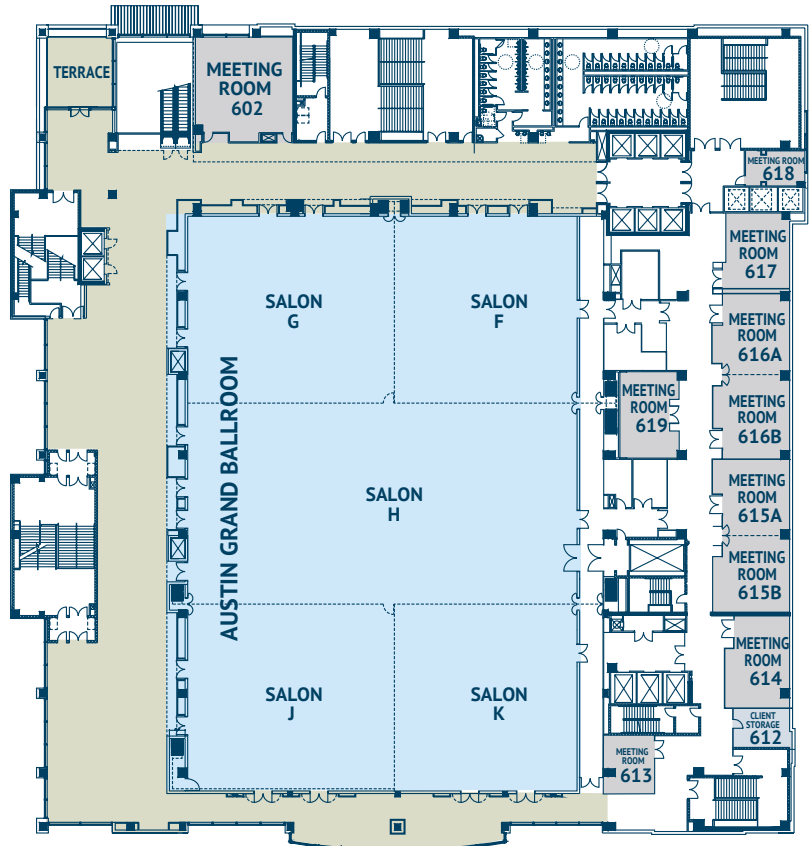 TERRACE
MEETING
ROOM
602
MEETING ROOM
618
MEETING
ROOM
617
SALON
G
SALON
F
MEETING
ROOM
616A
MEETING
ROOM
619
MEETING
ROOM
616B
AUSTIN GRAND BALLROOM
SALON
H
MEETING
ROOM
615A
MEETING
ROOM
615B
MEETING
ROOM
614
SALON
J
SALON
K
CLIENT
STORAGE
612
MEETING
ROOM
613